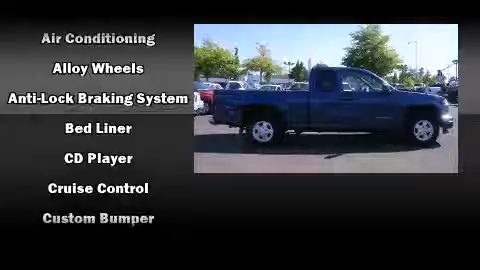 Air Conditioning
Alloy Wheels
Anti-Lock Braking System
Bed Liner
CD Player
Cruise Control
Custom Bumper